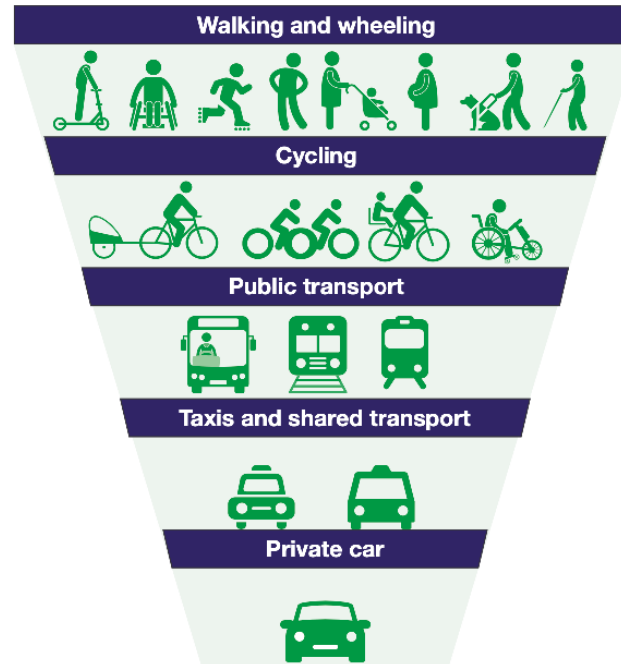 Walking and wheeling
Cycling
Public transport
Taxis and shared transport
Private car